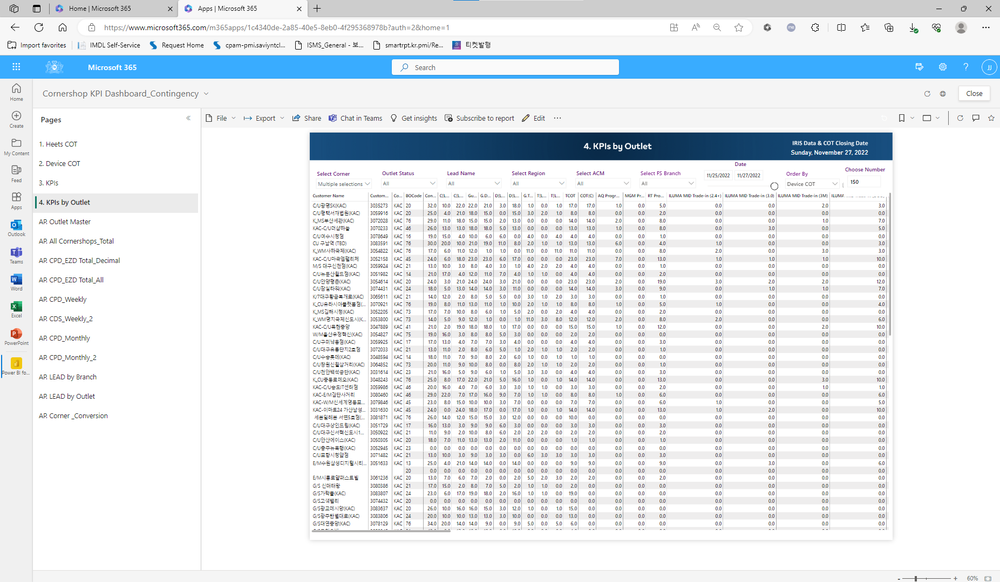 Home | Microsoft 365
Apps | Microsoft 365
https://www.microsoft365.com/m365apps/1c4340de-2a85-40e5-8eb0-4f295368978b?auth=2&home=1
Import favorites IMDL Self-Service Request Home cpam-pmi.saviyntcl... ISMS_General - 보... smartrpt.kr.pmi/Re... 티켓발행
Microsoft 365
Search
JJ
Home
Create
My Content
Feed
Apps
Outlook
Teams
Word
Excel
PowerPoint
Power BI fo...
Cornershop KPI Dashboard_Contingency
Close
Pages
1. Heets COT
2. Device COT
3. KPIs
4. KPIs by Outlet
AP. Outlet Master
AP. All Cornershops_Total
AP. CPD_EZD Total_Decimal
AP. CPD_EZD Total_All
AP. CPD_Weekly
AP. CDS_Weekly_2
AP. CPD_Monthly
AP. CPD_Monthly_2
AP. LEAD by Branch
AP. LEAD by Outlet
AP. Corner _Conversion
File Export Share Chat in Teams Get insights Subscribe to report Edit
4. KPIs by Outlet
IRIS Data & COT Closing Date
Sunday, November 27, 2022
Select Corner
Multiple selections
Outlet Status
All
Lead Name
All
Select Region
All
Select ACM
All
Select FS Branch
All
Date
11/25/2022 11/27/2022
Order By
Device COT
Choose Number
150
Customer Name Custom... Co... BOCode Con... C(L... C(L... Gu... G.D... D[L... D[L... G.T... T[L... T[L... TCOT COT(C) AQ Progr... MGM Pr... RT Pro... ILUMA MID Trade-in (2.4+) ILUMA MID Trade-in (3.0) ILUMA MID Trade-in (3M)
C/U광명SK(KAC) 3035273 KAC 20 32.0 10.0 22.0 22.0 21.0 3.0 18.0 1.0 0.0 1.0 17.0 17.0 1.0 0.0 5.0 0.0 0.0 2.0 3.0
C/U평택서재법원(KAC) 3059916 KAC 20 25.0 4.0 21.0 18.0 15.0 0.0 15.0 3.0 2.0 1.0 8.0 8.0 0.0 0.0 2.0 0.0 0.0 0.0 0.0
K_MS부산세관(KAC) 3072028 KAC 76 29.0 11.0 18.0 15.0 15.0 2.0 13.0 0.0 0.0 0.0 14.0 14.0 2.0 0.0 8.0 0.0 0.0 1.0 7.0
KAC-C/U더샵하늘 3070233 KAC 46 26.0 13.0 13.0 18.0 18.0 5.0 13.0 0.0 0.0 0.0 13.0 13.0 1.0 0.0 8.0 0.0 3.0 0.0 5.0
C/U여수시청점 3078649 KAC 16 19.0 15.0 4.0 10.0 6.0 6.0 0.0 4.0 0.0 4.0 4.0 4.0 0.0 0.0 1.0 0.0 0.0 0.0 0.0
CU 구남역 (TBD) 3083591 KAC 76 30.0 20.0 10.0 21.0 19.0 11.0 8.0 2.0 1.0 1.0 13.0 13.0 6.0 0.0 4.0 1.0 0.0 0.0 3.0
K_WM사하국제(KAC) 3054822 KAC 76 17.0 6.0 11.0 12.0 1.0 1.0 0.0 11.0 0.0 11.0 11.0 11.0 0.0 0.0 8.0 2.0 0.0 3.0 3.0
KAC-C/U마곡엠팰리체 3052158 KAC 45 24.0 6.0 18.0 23.0 23.0 6.0 17.0 0.0 0.0 0.0 23.0 23.0 7.0 0.0 13.0 1.0 1.0 1.0 10.0
M/S 대구신천점(KAC) 3059924 KAC 21 13.0 10.0 3.0 8.0 4.0 3.0 1.0 4.0 2.0 2.0 4.0 4.0 0.0 0.0 1.0 0.0 0.0 0.0 0.0
C/U뉴둔산월드점(KAC) 3051982 KAC 14 21.0 17.0 4.0 12.0 11.0 7.0 4.0 1.0 1.0 0.0 4.0 4.0 0.0 0.0 2.0 0.0 0.0 0.0 0.0
C/U안양평촌(KAC) 3054614 KAC 20 24.0 3.0 21.0 24.0 24.0 3.0 21.0 0.0 0.0 0.0 23.0 23.0 2.0 0.0 19.0 3.0 2.0 2.0 12.0
C/U잠실타워(KAC) 3074431 KAC 24 18.0 5.0 13.0 14.0 14.0 3.0 11.0 0.0 0.0 0.0 14.0 14.0 3.0 0.0 9.0 0.0 1.0 1.0 7.0
K/7대구황금복개로(KAC) 3065611 KAC 21 14.0 12.0 2.0 8.0 5.0 5.0 0.0 3.0 1.0 2.0 3.0 3.0 0.0 0.0 1.0 0.0 0.0 0.0 0.0
K_CU유라시아플랫폼점(... 3070921 KAC 76 19.0 8.0 11.0 13.0 11.0 1.0 10.0 2.0 1.0 1.0 8.0 8.0 1.0 0.0 5.0 1.0 0.0 0.0 4.0
K_MS김해시청(KAC) 3052205 KAC 73 17.0 7.0 10.0 8.0 6.0 1.0 5.0 2.0 0.0 2.0 4.0 4.0 0.0 0.0 2.0 0.0 0.0 0.0 0.0
K_WM명지국제신도시(K... 3053800 KAC 73 14.0 5.0 9.0 12.0 1.0 0.0 1.0 11.0 3.0 8.0 12.0 12.0 2.0 0.0 8.0 2.0 0.0 0.0 6.0
KAC-C/U목현중앙 3047889 KAC 41 21.0 2.0 19.0 18.0 18.0 1.0 17.0 0.0 0.0 0.0 15.0 15.0 1.0 0.0 12.0 0.0 0.0 2.0 10.0
W/M울산우정혁신(KAC) 3054827 KAC 75 19.0 16.0 3.0 8.0 8.0 5.0 3.0 0.0 0.0 0.0 2.0 2.0 0.0 0.0 0.0 0.0 0.0 0.0 0.0
C/U구미낙동점(KAC) 3059925 KAC 17 17.0 13.0 4.0 7.0 7.0 3.0 4.0 0.0 0.0 0.0 4.0 4.0 0.0 0.0 3.0 0.0 0.0 0.0 0.0
C/U대구유통단지2호점 3072033 KAC 21 13.0 11.0 2.0 8.0 6.0 5.0 1.0 2.0 1.0 1.0 2.0 2.0 0.0 0.0 1.0 0.0 0.0 0.0 0.0
C/U수송롯데(KAC) 3048594 KAC 14 18.0 11.0 7.0 9.0 8.0 2.0 6.0 1.0 0.0 1.0 1.0 1.0 0.0 0.0 0.0 0.0 0.0 0.0 0.0
C/U창원신월삼거리(KAC) 3064852 KAC 73 20.0 11.0 9.0 10.0 8.0 0.0 8.0 2.0 1.0 1.0 2.0 2.0 0.0 0.0 1.0 0.0 0.0 0.0 0.0
C/U천안백석공단(KAC) 3031614 KAC 23 21.0 16.0 5.0 9.0 6.0 1.0 5.0 3.0 3.0 0.0 4.0 4.0 0.0 0.0 3.0 0.0 0.0 0.0 0.0
K_CU중동로데오(KAC) 3048243 KAC 76 25.0 8.0 17.0 22.0 21.0 5.0 16.0 1.0 0.0 1.0 14.0 14.0 0.0 0.0 13.0 0.0 0.0 3.0 10.0
KAC-C/U송도IT센터점 3059986 KAC 46 20.0 16.0 4.0 7.0 6.0 3.0 3.0 1.0 1.0 0.0 3.0 3.0 0.0 0.0 2.0 0.0 0.0 1.0 1.0
KAC-E/M검단사거리 3080460 KAC 46 29.0 22.0 7.0 17.0 16.0 9.0 7.0 1.0 1.0 0.0 8.0 8.0 1.0 0.0 6.0 0.0 0.0 0.0 6.0
KAC-W/M신세계영등포... 3079846 KAC 45 23.0 8.0 15.0 10.0 10.0 3.0 7.0 0.0 0.0 0.0 7.0 7.0 0.0 0.0 6.0 1.0 0.0 0.0 5.0
KAC-이마트24 가산남성... 3031630 KAC 45 24.0 0.0 24.0 18.0 17.0 0.0 17.0 1.0 0.0 1.0 14.0 14.0 0.0 0.0 13.0 1.0 2.0 0.0 10.0
세븐일레븐 서면5호점(... 3081871 KAC 76 26.0 14.0 12.0 15.0 15.0 3.0 12.0 0.0 0.0 0.0 10.0 0.0 0.0 0.0 0.0 0.0 0.0 0.0 0.0
C/U대구상인드림(KAC) 3051729 KAC 17 16.0 13.0 3.0 9.0 9.0 6.0 3.0 0.0 0.0 0.0 3.0 3.0 0.0 0.0 3.0 0.0 0.0 0.0 0.0
C/U대구신서혁신도시1... 3050922 KAC 21 11.0 9.0 2.0 10.0 8.0 6.0 2.0 2.0 2.0 0.0 2.0 2.0 0.0 0.0 2.0 0.0 0.0 0.0 0.0
C/U안산에이스(KAC) 3050305 KAC 20 18.0 7.0 11.0 13.0 13.0 2.0 11.0 0.0 0.0 0.0 1.0 1.0 0.0 0.0 1.0 0.0 0.0 0.0 0.0
C/U충주뉴목행(KAC) 3052945 KAC 23 0.0 0.0 0.0 0.0 0.0 0.0 0.0 0.0 0.0 0.0 0.0 0.0 0.0 0.0 0.0 0.0 0.0 0.0 0.0
C/U포항시청앞점 3071482 KAC 21 13.0 10.0 3.0 9.0 3.0 3.0 0.0 6.0 3.0 3.0 3.0 3.0 0.0 0.0 3.0 0.0 0.0 0.0 0.0
E/M수원삼성디지털시티... 3051633 KAC 13 25.0 4.0 21.0 14.0 14.0 0.0 14.0 0.0 0.0 0.0 9.0 9.0 0.0 0.0 9.0 0.0 3.0 0.0 6.0
20 0.0 0.0 0.0 0.0 0.0 0.0 0.0 0.0 0.0 0.0 0.0 0.0 0.0 0.0 0.0 0.0 0.0 0.0 0.0
E/M시흥로얄퍼스트빌 3061236 KAC 20 13.0 7.0 6.0 7.0 2.0 0.0 2.0 5.0 2.0 3.0 2.0 2.0 0.0 0.0 2.0 0.0 0.0 0.0 0.0
G/S 신매태왕 3080386 KAC 21 17.0 15.0 2.0 8.0 7.0 5.0 2.0 1.0 1.0 0.0 2.0 0.0 0.0 0.0 0.0 0.0 0.0 0.0 0.0
G/S가락몰(KAC) 3083807 KAC 24 23.0 6.0 17.0 19.0 18.0 2.0 16.0 1.0 1.0 0.0 19.0 0.0 0.0 0.0 0.0 0.0 0.0 0.0 0.0
G/S고색밸리 3074432 KAC 20 0.0 0.0 0.0 0.0 0.0 0.0 0.0 0.0 0.0 0.0 0.0 0.0 0.0 0.0 0.0 0.0 0.0 0.0 0.0
G/S광교데시앙(KAC) 3083637 KAC 20 26.0 10.0 16.0 16.0 15.0 3.0 12.0 1.0 0.0 1.0 15.0 0.0 0.0 0.0 0.0 0.0 0.0 0.0 0.0
G/S광주탄벌대로(KAC) 3083806 KAC 24 20.0 10.0 10.0 13.0 13.0 3.0 10.0 0.0 0.0 0.0 13.0 0.0 0.0 0.0 0.0 0.0 0.0 0.0 0.0
G/S대연중앙(KAC) 3078129 KAC 76 34.0 20.0 14.0 14.0 9.0 0.0 9.0 5.0 0.0 5.0 6.0 0.0 0.0 0.0 0.0 0.0 0.0 0.0 0.0
60%